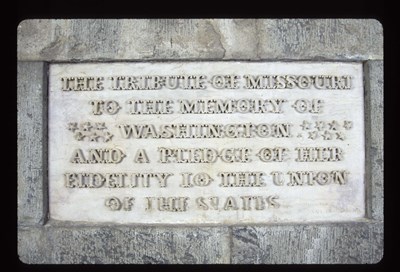 THE TRIBUTE OF MISSOURI
TO THE MEMORY OF
WASHINGTON
AND A PLEDGE OF HER
FIDELITY TO THE UNION
OF THE STATES